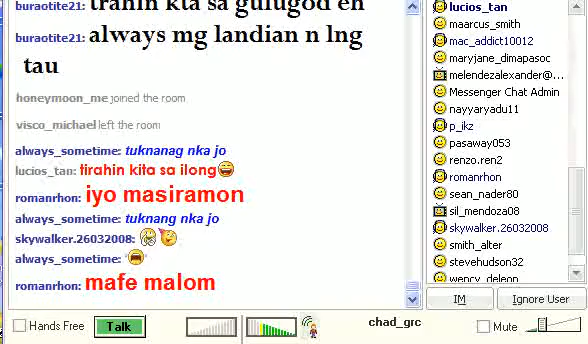 buraotite21: tirahin kta sa gulugod en
buraotite21: always mg landian n lng
tau
honeymoon_me joined the room
visco_michael left the room
always_sometime: tuknanag nka jo
lucios_tan: tirahin kita sa ilong
romanrhon: iyo masiramon
always_sometime: tuknang nka jo
skywalker.26032008:
always_sometime:
romanrhon: mafe malom
lucios_tan
maarcus_smith
mac_addict10012
maryjane_dimapasoc
melendezalexander@...
Messenger Chat Admin
nayyaryadu11
p_ikz
pasaway053
renzo.ren2
romanrhon
sean_nader80
sil_mendoza08
skywalker.26032008
smith_alter
stevehudson32
wency_deleon
IM
Ignore User
Hands Free
Talk
chad_grc
Mute